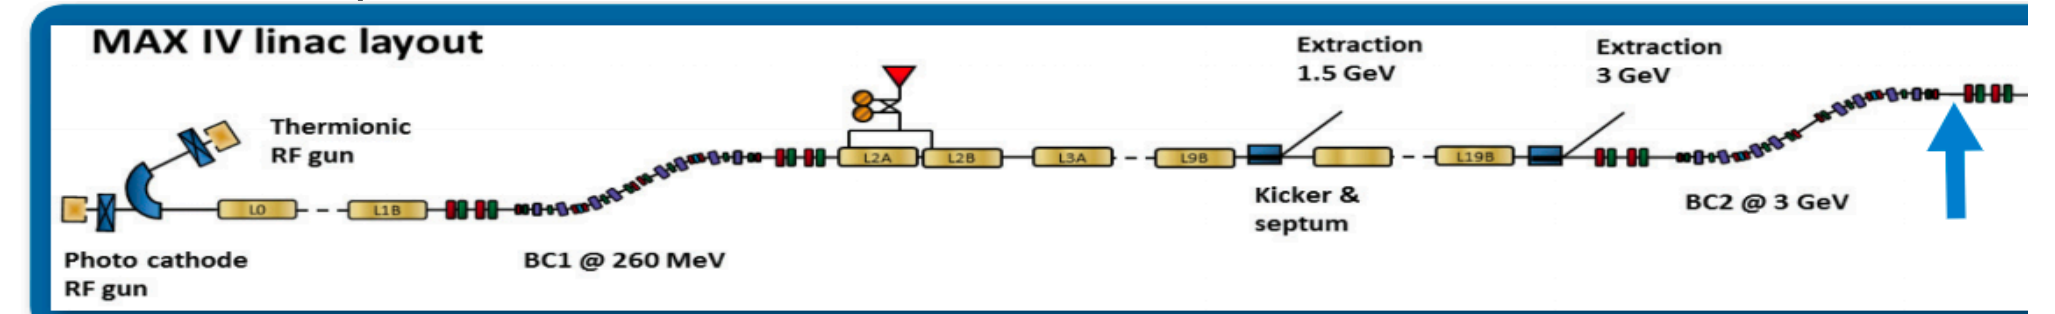 MAX IV linac layout
Extraction
1.5 GeV
Extraction
3 GeV
Thermionic
RF gun
L2A
L2B
L3A
L9B
L19B
L0
L1B
Kicker &
septum
BC2 @ 3 GeV
Photo cathode
RF gun
BC1 @ 260 MeV